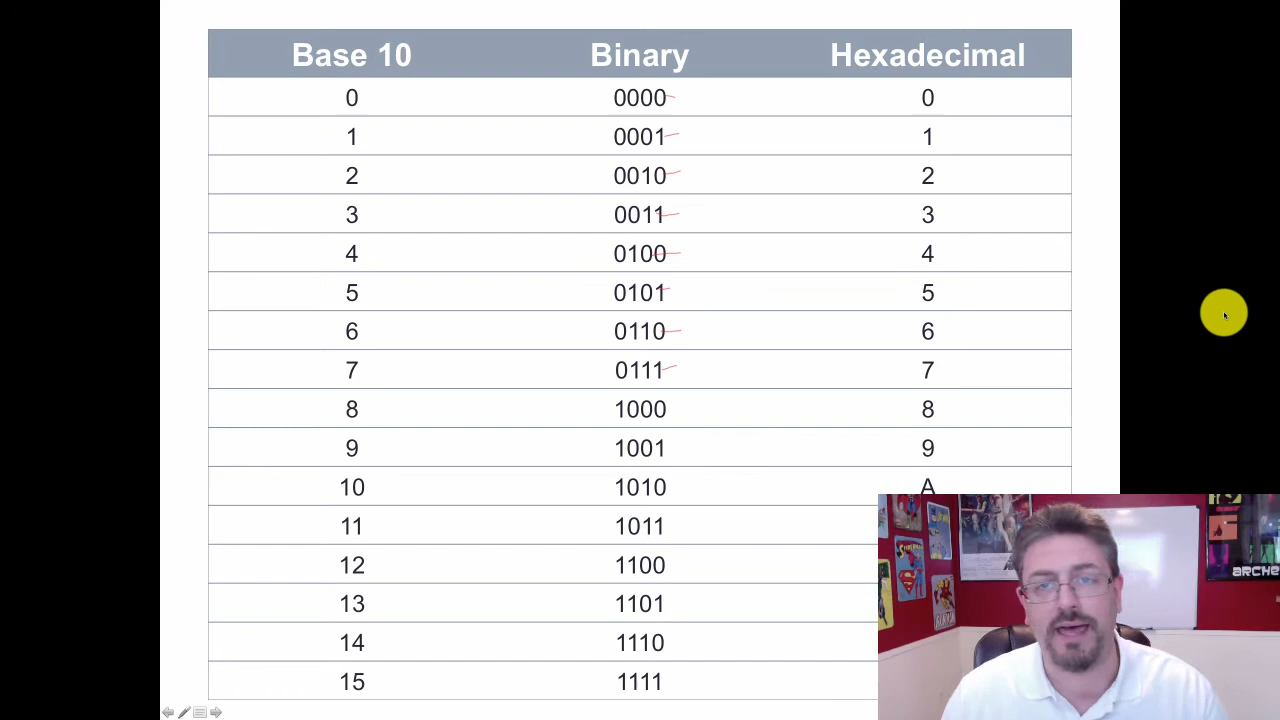 Base 10 Binary Hexadecimal
0 0000 0
1 0001 1
2 0010 2
3 0011 3
4 0100 4
5 0101 5
6 0110 6
7 0111 7
8 1000 8
9 1001 9
10 1010 A
11 1011
12 1100
13 1101
14 1110
15 1111
SUPERMAN
ARCHE